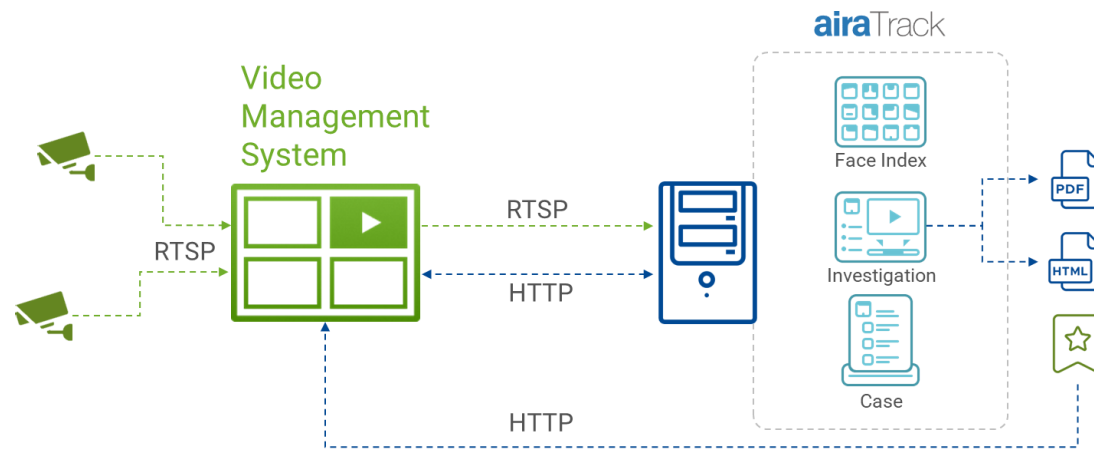 airaTrack
Video
Management
System
Face Index
RTSP
PDF
RTSP
Investigation
HTML
HTTP
Case
HTTP